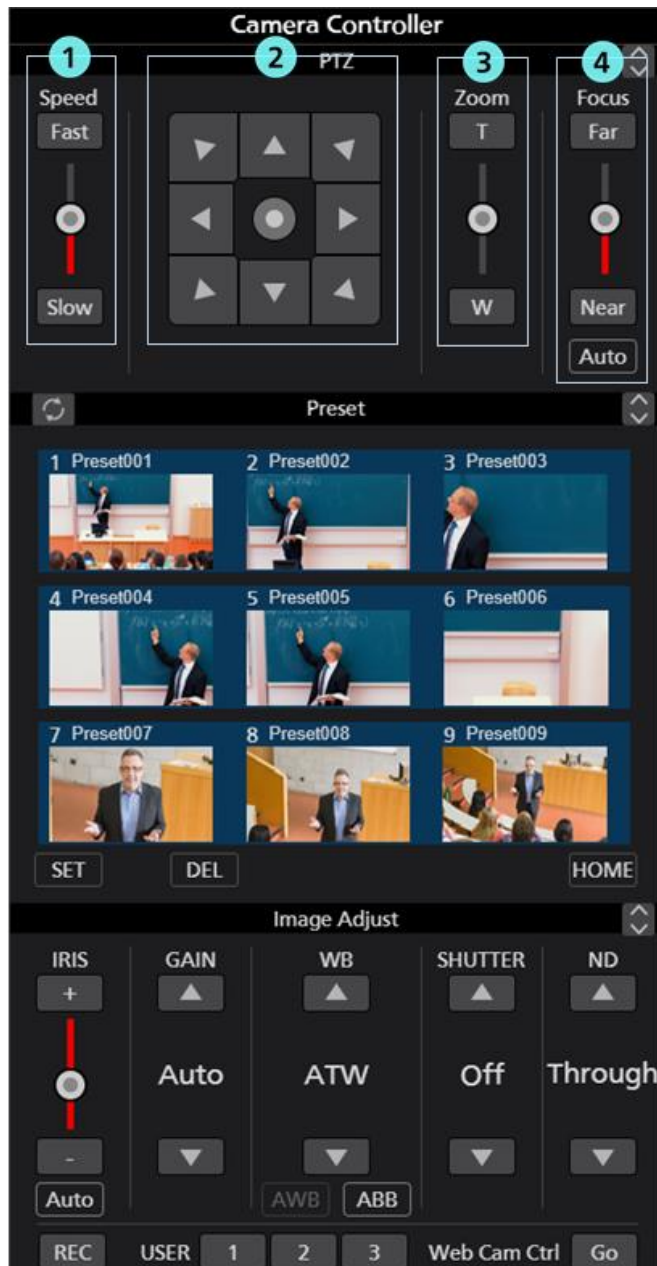 Camera Controller
1 2 PTZ 3 4
Speed Zoom Focus
Fast T Far
Slow W Near
Auto
Preset
1 Preset001 2 Preset002 3 Preset003
4 Preset004 5 Preset005 6 Preset006
7 Preset007 8 Preset008 9 Preset009
SET DEL HOME
Image Adjust
IRIS GAIN WB SHUTTER ND
+
Auto ATW Off Through
-
Auto AWB ABB
REC USER 1 2 3 Web Cam Ctrl Go